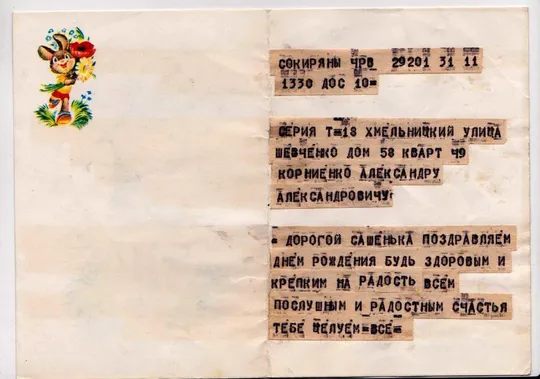 СОКИРЯНЫ ЧРВ 29201 31 11
1330 ДОС 10=
СЕРИЯ Т=18 ХМЕЛЬНИЦКИЙ УЛИЦА
ШЕВЧЕНКО ДОМ 58 КВАРТ 49
КОРНИЕНКО АЛЕКСАНДРУ
АЛЕКСАНДРОВИЧУ
= ДОРОГОЙ САШЕНЬКА ПОЗДРАВЛЯЕМ
ДНЕМ РОЖДЕНИЯ БУДЬ ЗДОРОВЫМ И
КРЕПКИМ НА РАДОСТЬ ВСЕМ
ПОСЛУШНЫМ И РАДОСТНЫМ СЧАСТЬЯ
ТЕБЕ ЦЕЛУЕМ=ВСЕ=